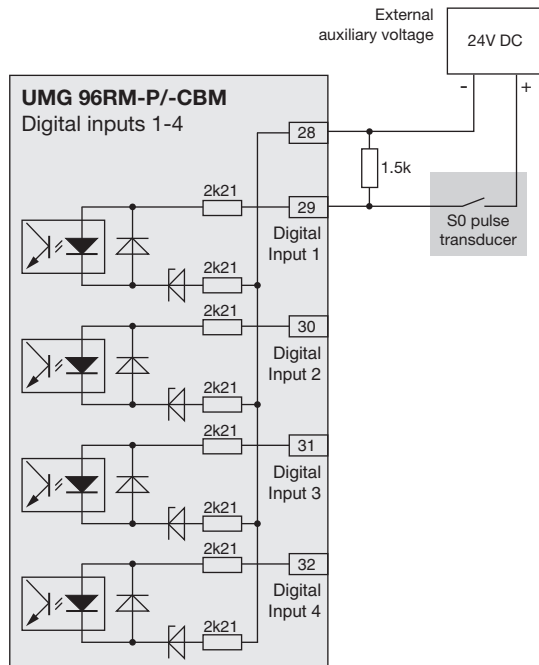 External
auxiliary voltage
24V DC
- +
UMG 96RM-P/-CBM
Digital inputs 1-4
28
1.5k
2k21
29
S0 pulse
transducer
Digital
Input 1
2k21
2k21
30
Digital
Input 2
2k21
2k21
31
Digital
Input 3
2k21
2k21
32
Digital
Input 4
2k21